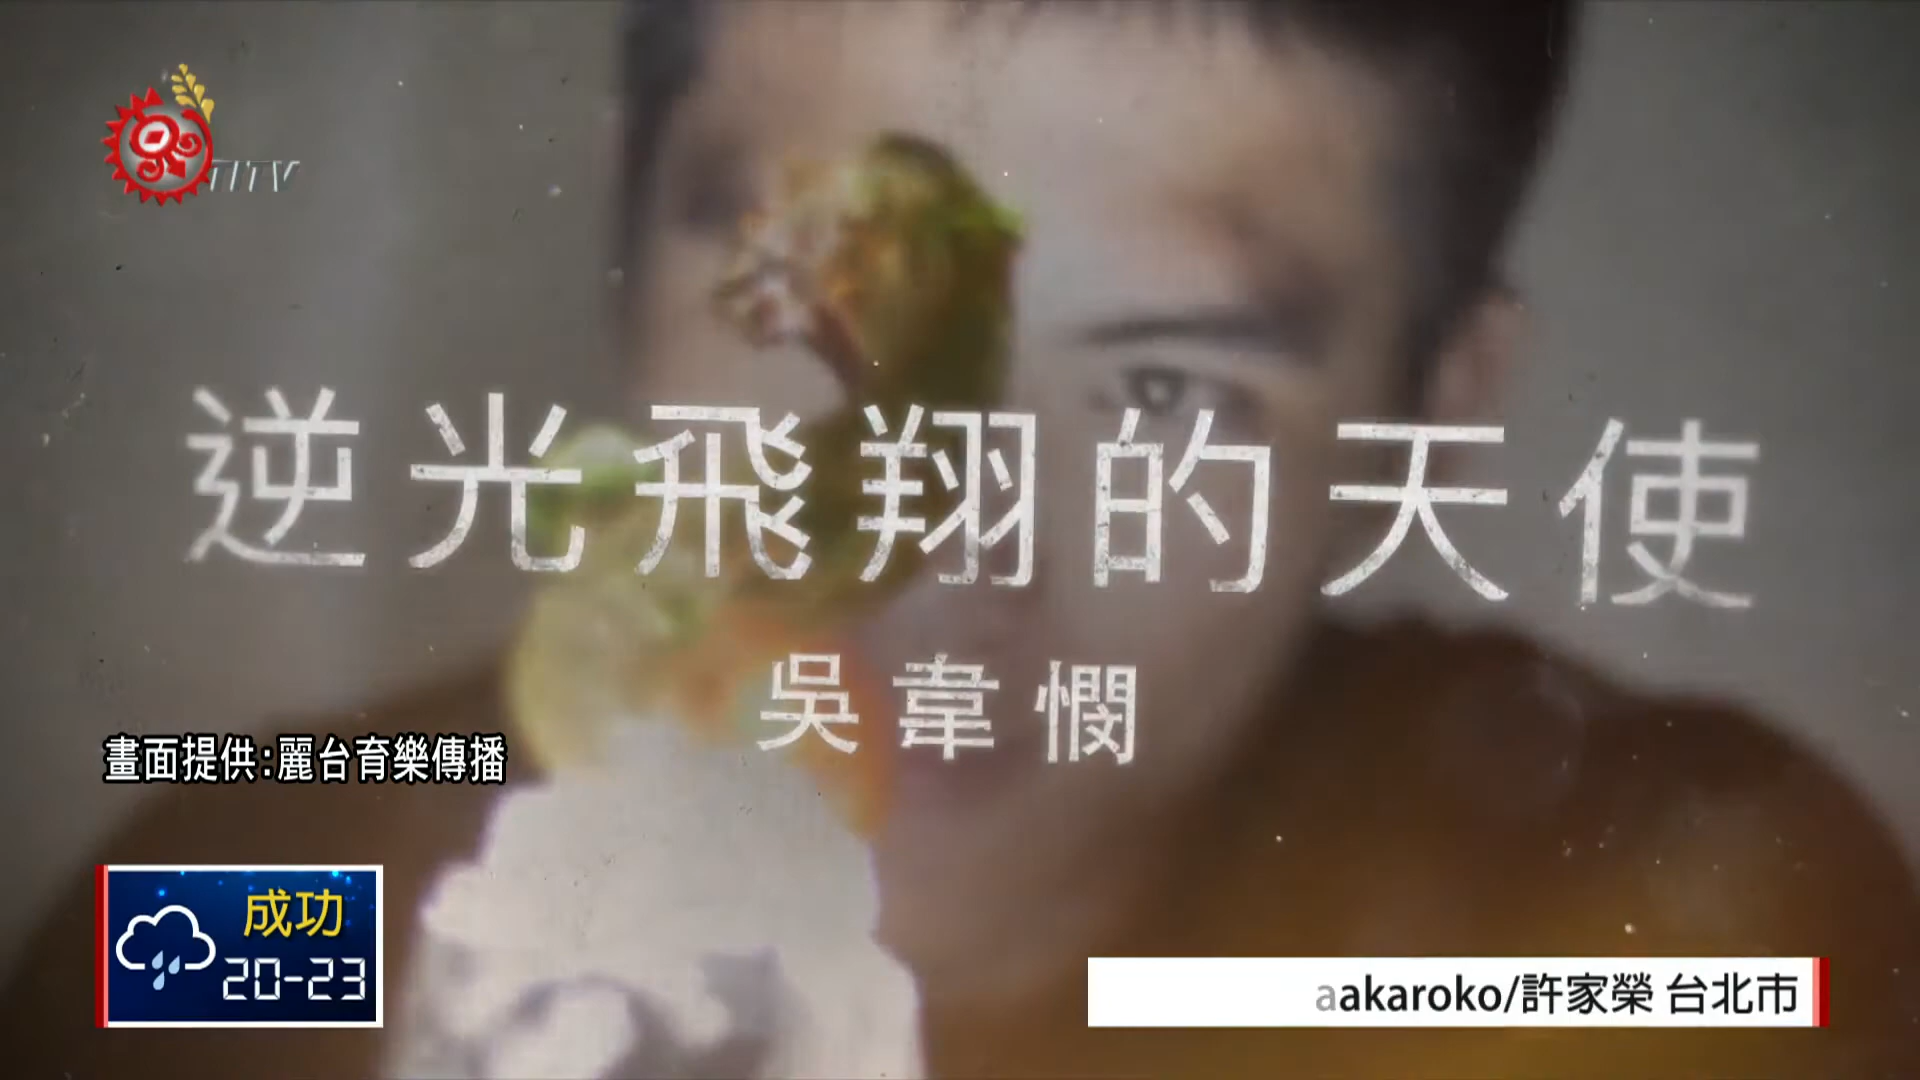 TITV
逆光飛翔的天使
吳韋憫
畫面提供:麗台育樂傳播
成功
20-23
aakaroko/許家榮 台北市